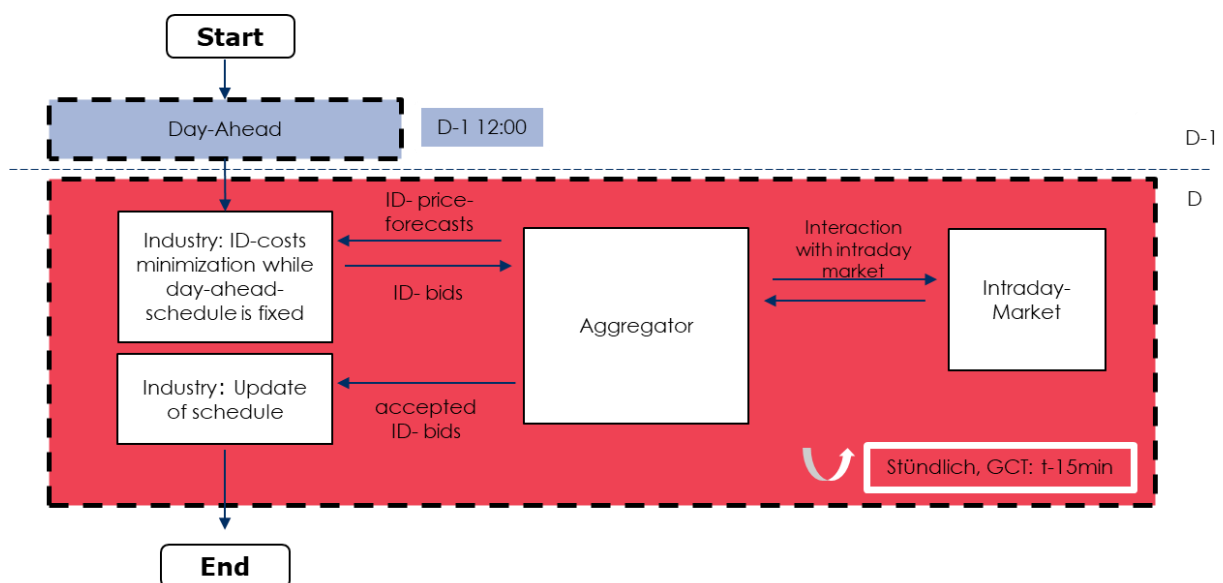 Start
Day-Ahead
D-1 12:00
D-1
D
ID- price-
forecasts
Industry: ID-costs
minimization while
day-ahead-
schedule is fixed
ID- bids
Aggregator
Interaction
with intraday
market
Intraday-
Market
Industry: Update
of schedule
accepted
ID- bids
Stündlich, GCT: t-15min
End